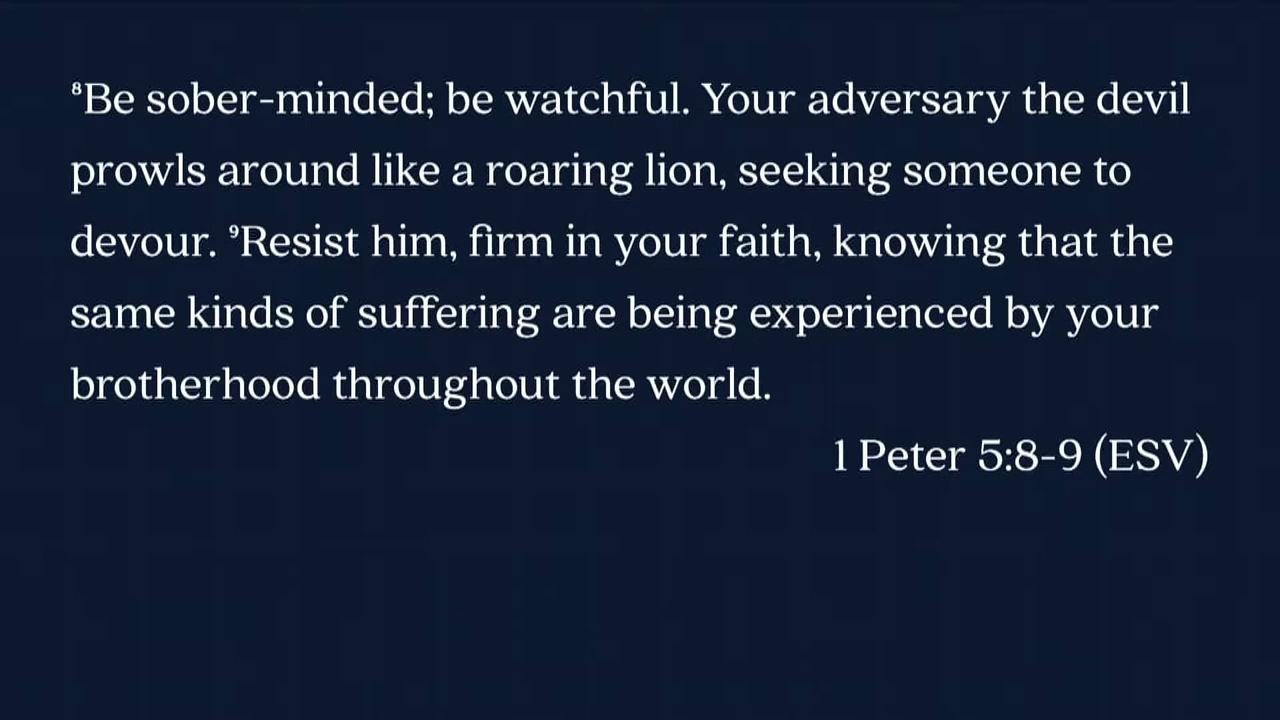 ⁸Be sober-minded; be watchful. Your adversary the devil
prowls around like a roaring lion, seeking someone to
devour. ⁹Resist him, firm in your faith, knowing that the
same kinds of suffering are being experienced by your
brotherhood throughout the world.
1 Peter 5:8-9 (ESV)